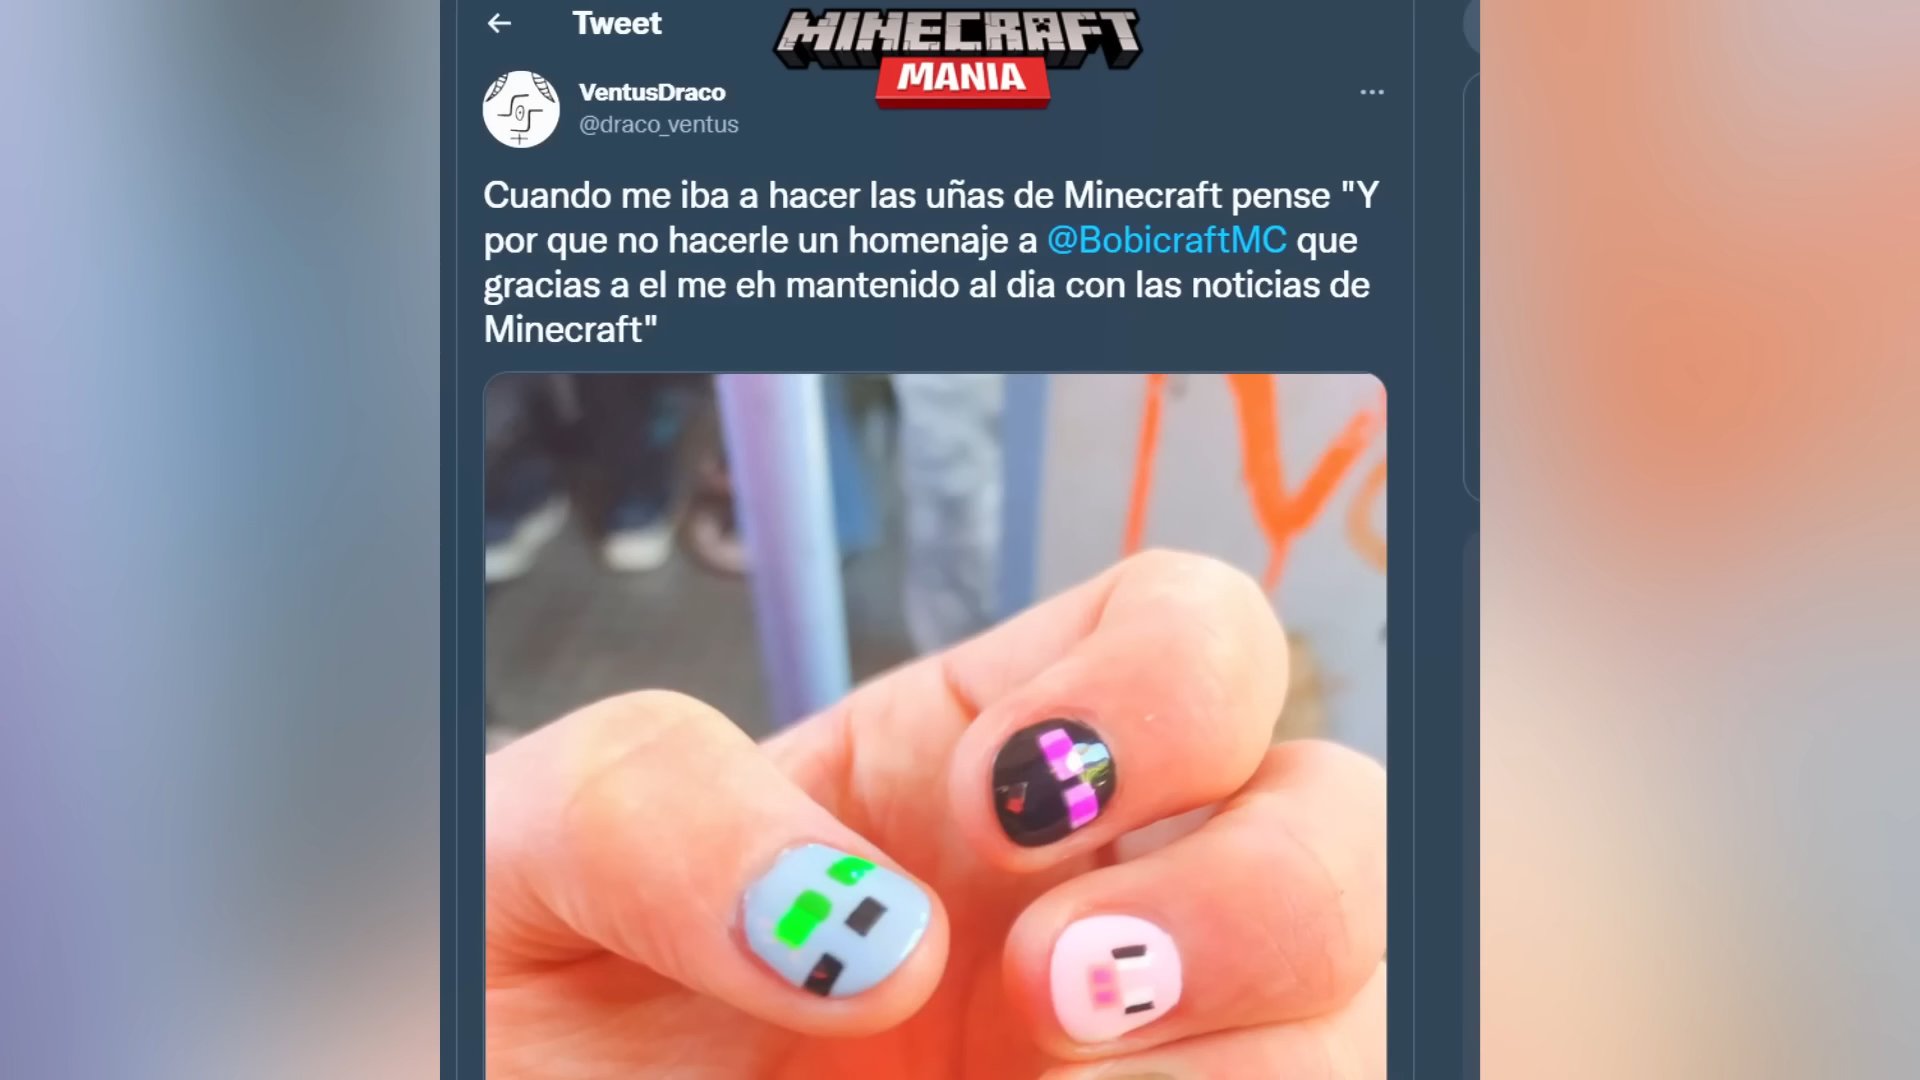 Tweet
MINECRAFT
MANIA
VentusDraco
@draco_ventus
Cuando me iba a hacer las uñas de Minecraft pense "Y
por que no hacerle un homenaje a @BobicraftMC que
gracias a el me eh mantenido al dia con las noticias de
Minecraft"